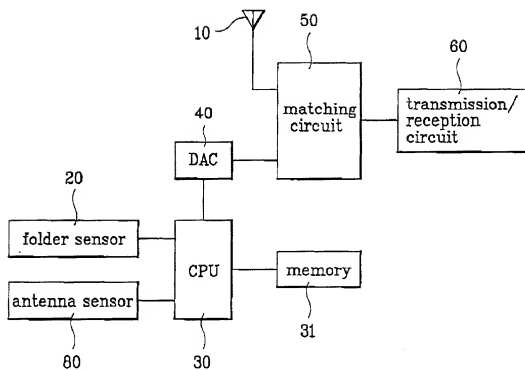 10
50
matching
circuit
60
transmission/
reception
circuit
40
DAC
20
folder sensor
CPU
memory
antenna sensor
80
30
31